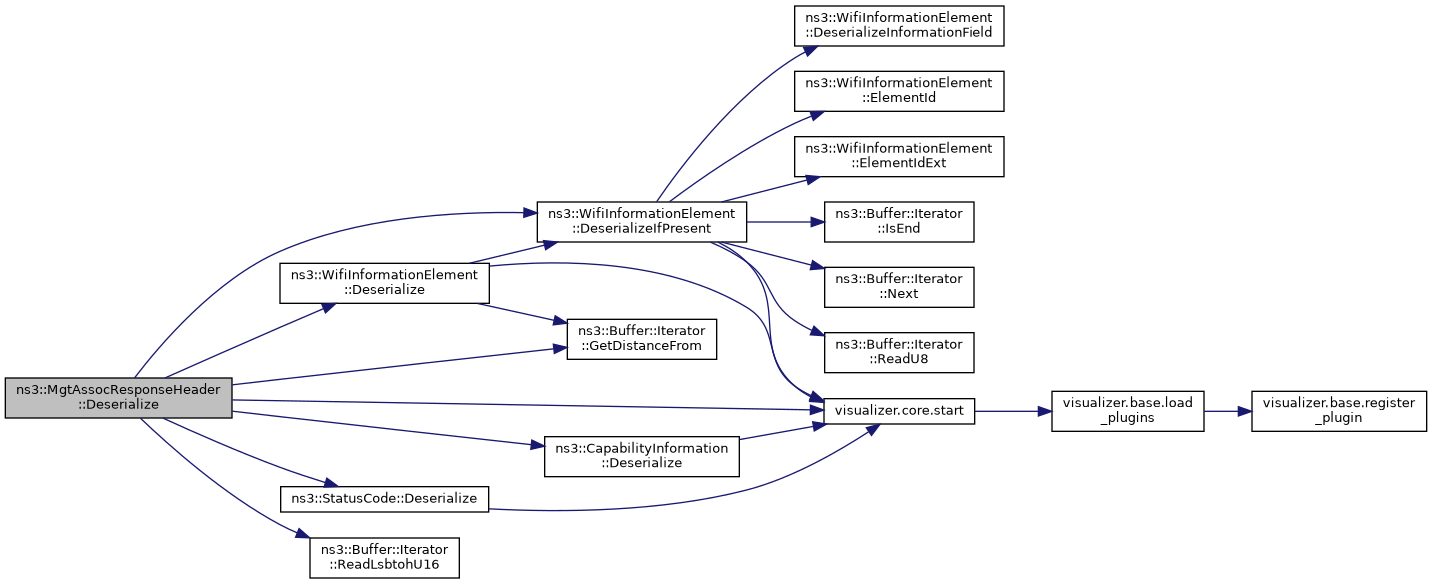 ns3::MgtAssocResponseHeader
::Deserialize
ns3::WifiInformationElement
::Deserialize
ns3::StatusCode::Deserialize
ns3::Buffer::Iterator
::ReadLsbtohU16
ns3::WifiInformationElement
::DeserializeIfPresent
ns3::Buffer::Iterator
::GetDistanceFrom
ns3::CapabilityInformation
::Deserialize
ns3::WifiInformationElement
::DeserializeInformationField
ns3::WifiInformationElement
::ElementId
ns3::WifiInformationElement
::ElementIdExt
ns3::Buffer::Iterator
::IsEnd
ns3::Buffer::Iterator
::Next
ns3::Buffer::Iterator
::ReadU8
visualizer.core.start
visualizer.base.load
_plugins
visualizer.base.register
_plugin